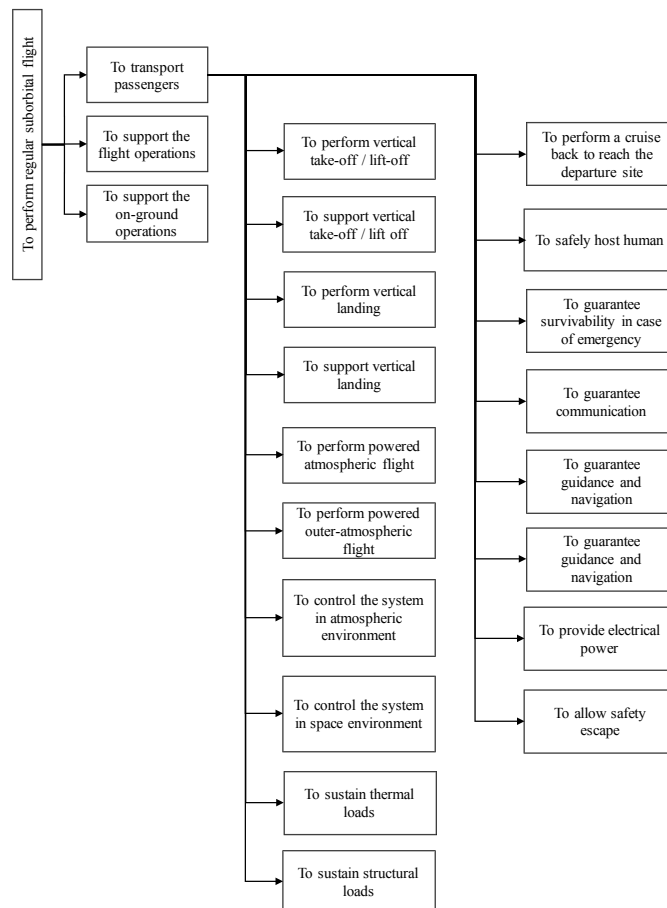 To perform regular suborbital flight
To transport
passengers
To support the
flight operations
To support the
on-ground
operations
To perform vertical
take-off / lift-off
To support vertical
take-off / lift off
To perform vertical
landing
To support vertical
landing
To perform powered
atmospheric flight
To perform powered
outer-atmospheric
flight
To control the system
in atmospheric
environment
To control the system
in space environment
To sustain thermal
loads
To sustain structural
loads
To perform a cruise
back to reach the
departure site
To safely host human
To guarantee
survivability in case
of emergency
To guarantee
communication
To guarantee
guidance and
navigation
To guarantee
guidance and
navigation
To provide electrical
power
To allow safety
escape